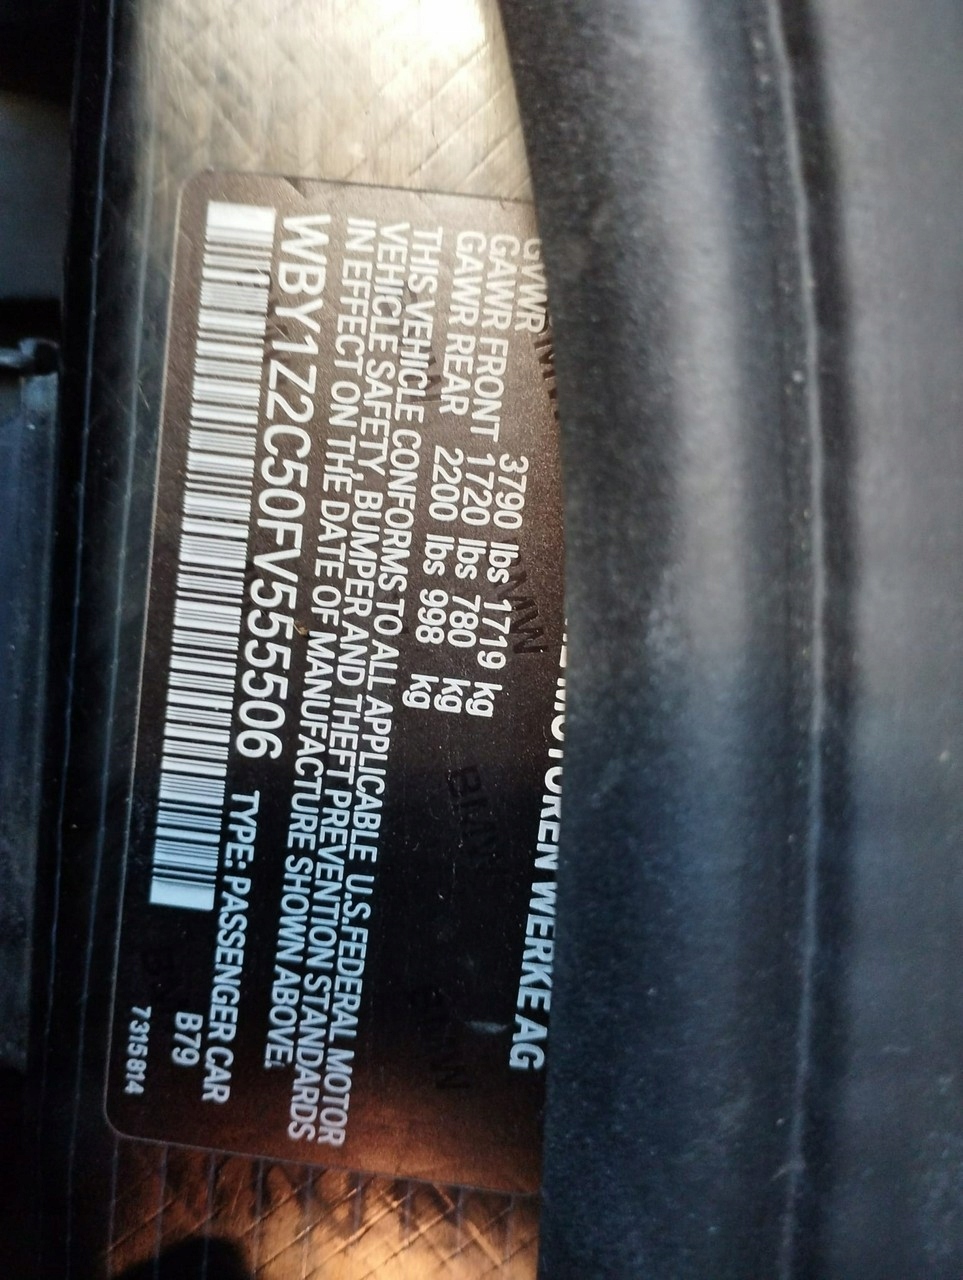 MOTOREN WERKE AG
GVWR 3790 lbs 1719 kg
GAWR FRONT 1720 lbs 780 kg
GAWR REAR 2200 lbs 998 kg
THIS VEHICLE CONFORMS TO ALL APPLICABLE U.S.FEDERAL MOTOR
VEHICLE SAFETY, BUMPER AND THEFT PREVENTION STANDARDS
IN EFFECT ON THE DATE OF MANUFACTURE SHOWN ABOVE.
WBY1Z2C50FV555506 TYPE: PASSENGER CAR
B79
7315814